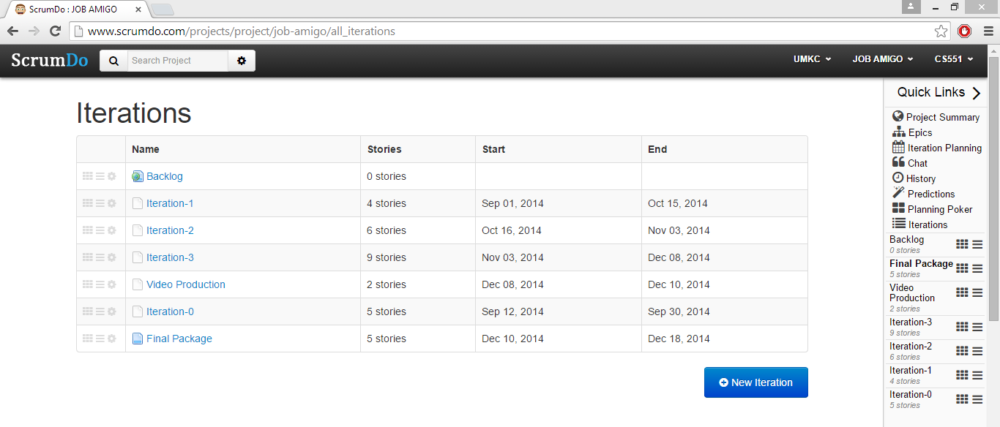 ScrumDo : JOB AMIGO
www.scrumdo.com/projects/project/job-amigo/all_iterations
ScrumDo Search Project UMKC JOB AMIGO CS551
Iterations
Name Stories Start End
Backlog 0 stories
Iteration-1 4 stories Sep 01, 2014 Oct 15, 2014
Iteration-2 6 stories Oct 16, 2014 Nov 03, 2014
Iteration-3 9 stories Nov 03, 2014 Dec 08, 2014
Video Production 2 stories Dec 08, 2014 Dec 10, 2014
Iteration-0 5 stories Sep 12, 2014 Sep 30, 2014
Final Package 5 stories Dec 10, 2014 Dec 18, 2014
New Iteration
Quick Links
Project Summary
Epics
Iteration Planning
Chat
History
Predictions
Planning Poker
Iterations
Backlog
0 stories
Final Package
5 stories
Video
Production
2 stories
Iteration-3
9 stories
Iteration-2
6 stories
Iteration-1
4 stories
Iteration-0
5 stories